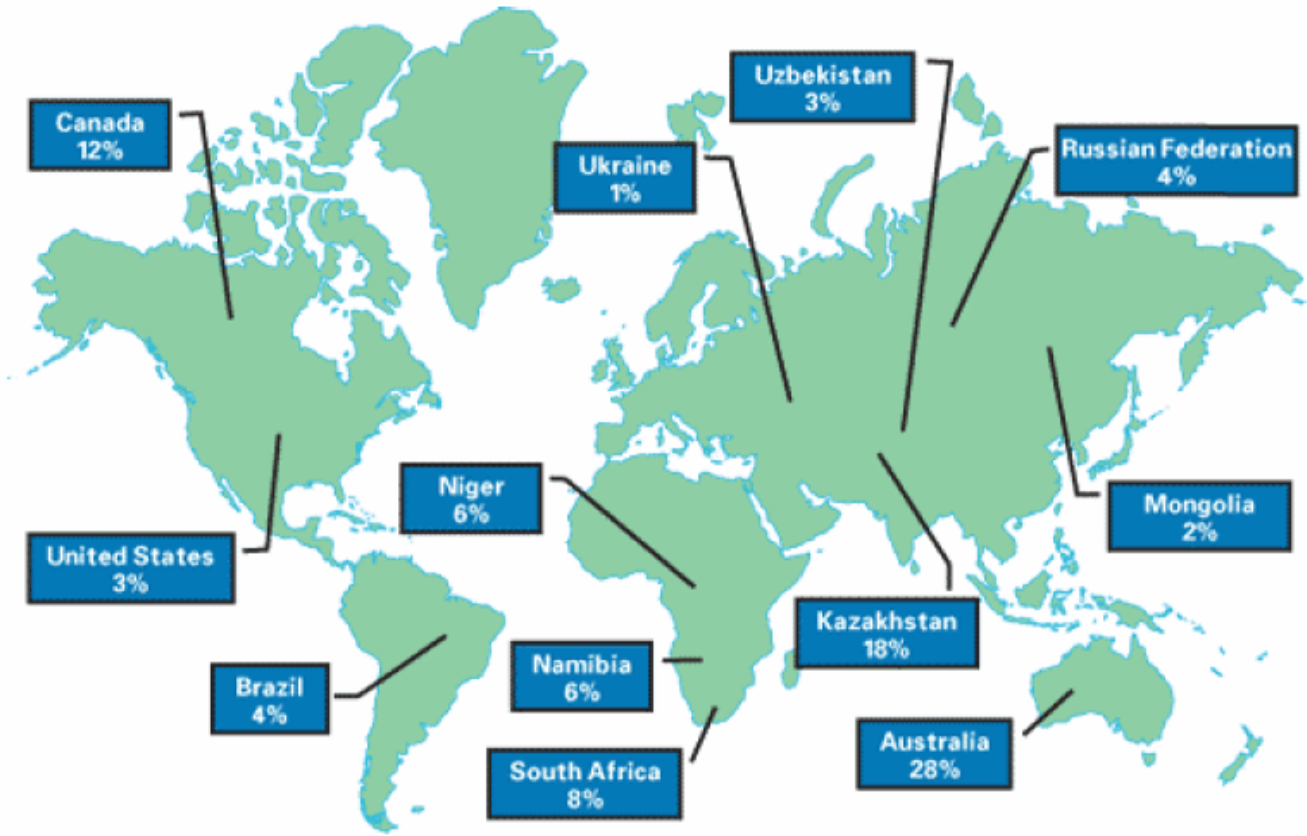 Uzbekistan
3%
Canada
12%
Ukraine
1%
Russian Federation
4%
Niger
6%
Mongolia
2%
United States
3%
Kazakhstan
18%
Namibia
6%
Brazil
4%
Australia
28%
South Africa
8%